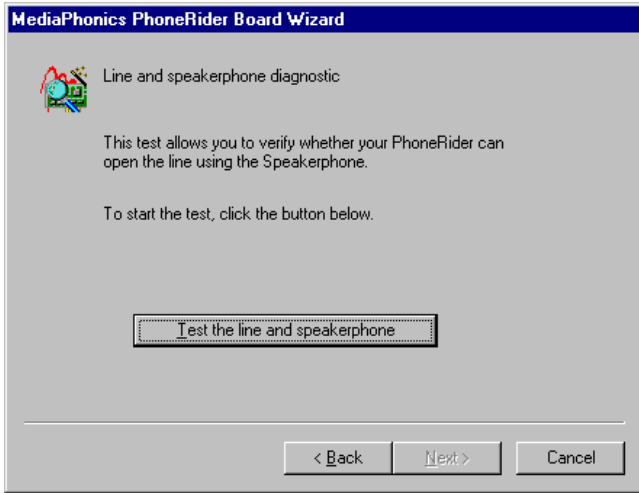 MediaPhonics PhoneRider Board Wizard
Line and speakerphone diagnostic
This test allows you to verify whether your PhoneRider can
open the line using the Speakerphone.
To start the test, click the button below.
Test the line and speakerphone
< Back
Next >
Cancel